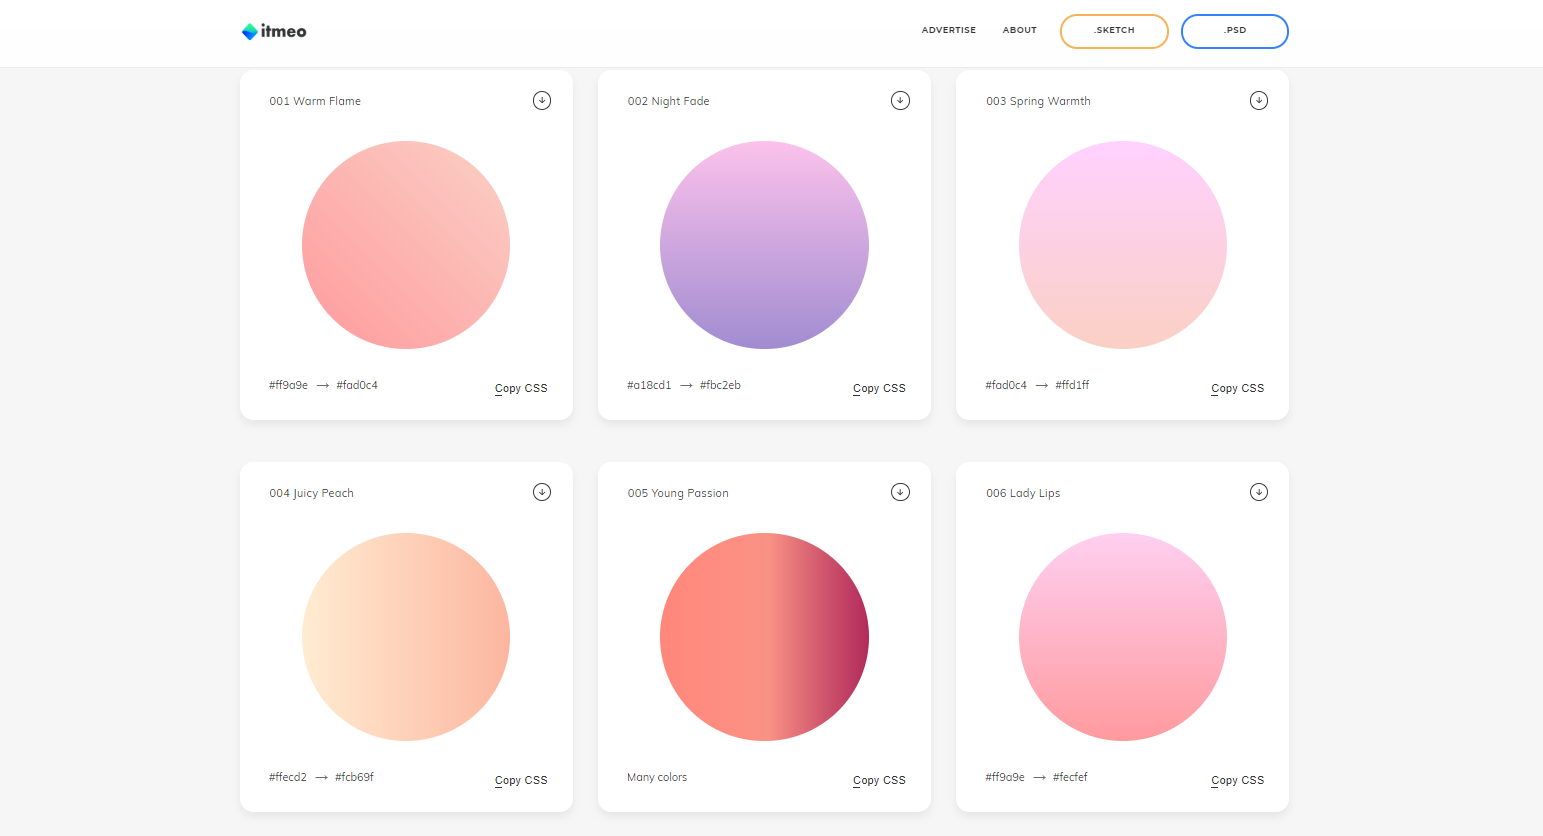 itmeo
ADVERTISE ABOUT .SKETCH .PSD
001 Warm Flame
002 Night Fade
003 Spring Warmth
#ff9a9e → #fad0c4 Copy CSS
#a18cd1 → #fbc2eb Copy CSS
#fad0c4 → #ffd1ff Copy CSS
004 Juicy Peach
005 Young Passion
006 Lady Lips
#ffecd2 → #fcb69f Copy CSS
Many colors Copy CSS
#ff9a9e → #fecfef Copy CSS